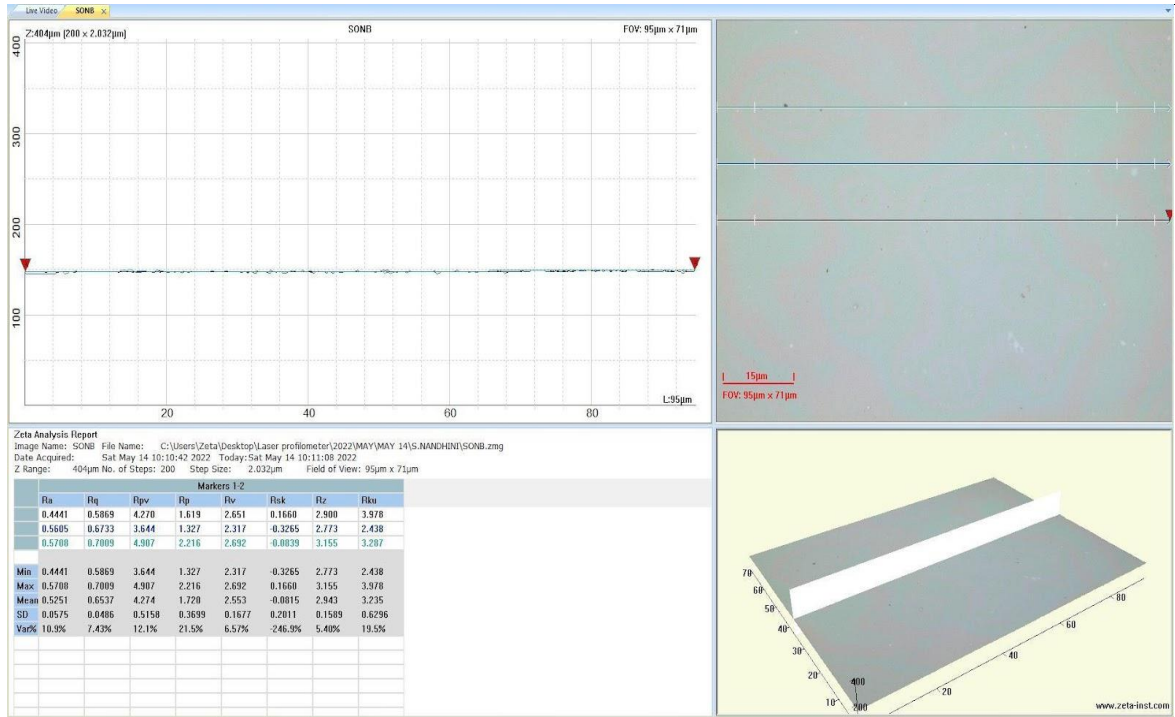 Live Video SONB x
Z:404µm (200 x 2.032µm) SONB FOV: 95µm x 71µm
400
300
200
100
L:95µm
20 40 60 80
15µm
FOV: 95µm x 71µm
Zeta Analysis Report
Image Name: SONB File Name: C:\Users\Zeta\Desktop\Laser profilometer\2022\MAY\MAY 14\S.NANDHINI\SONB.zmg
Date Acquired: Sat May 14 10:10:42 2022 Today: Sat May 14 10:11:08 2022
Z Range: 404µm No. of Steps: 200 Step Size: 2.032µm Field of View: 95µm x 71µm
Markers 1-2
Ra Rq Rpv Rp Rv Rsk Rz Rku
0.4441 0.5869 4.270 1.619 2.651 0.1660 2.900 3.978
0.5605 0.6733 3.644 1.327 2.317 -0.3265 2.773 2.438
0.5708 0.7009 4.907 2.216 2.692 -0.0839 3.155 3.287
Min 0.4441 0.5869 3.644 1.327 2.317 -0.3265 2.773 2.438
Max 0.5708 0.7009 4.907 2.216 2.692 0.1660 3.155 3.978
Mean 0.5251 0.6537 4.274 1.720 2.553 -0.0815 2.943 3.235
SD 0.0575 0.0486 0.5158 0.3699 0.1677 0.2011 0.1589 0.6296
Var% 10.9% 7.43% 12.1% 21.5% 6.57% -246.9% 5.40% 19.5%
70
60
50
40
30
20
10
400
200
20
40
60
80
www.zeta-inst.com